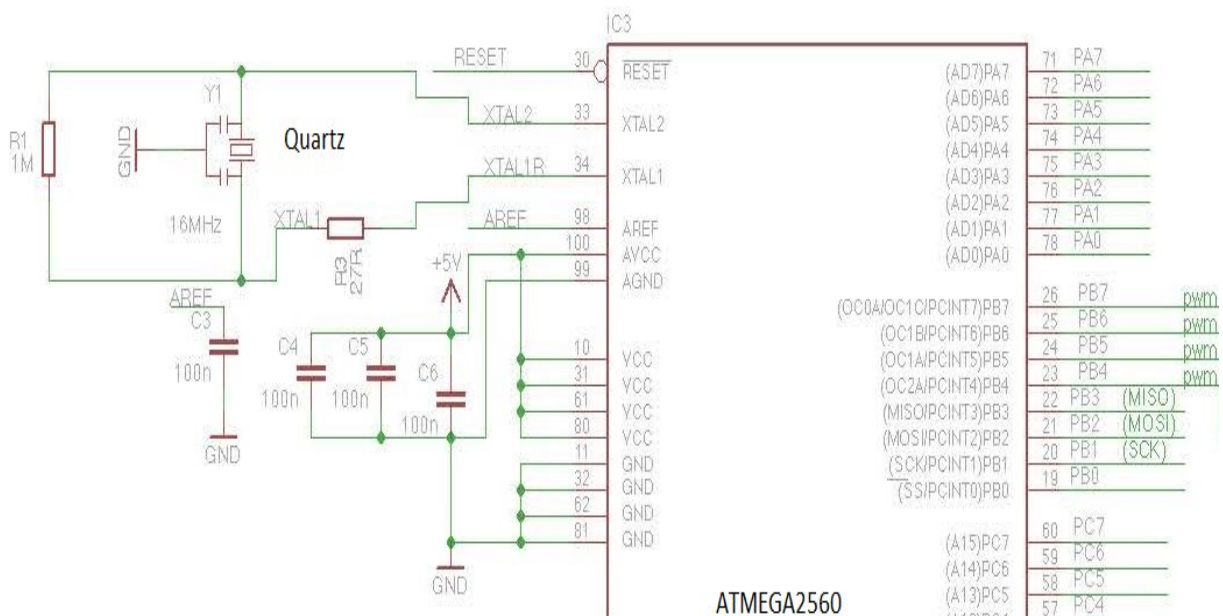 IC3
RESET
30
RESET
XTAL2
33
XTAL2
XTAL1R
34
XTAL1
AREF
98
AREF
100
AVCC
99
AGND
10
VCC
31
VCC
61
VCC
80
VCC
11
GND
32
GND
62
GND
81
GND
Y1
Quartz
GND
16MHz
R1
1M
XTAL1
R3
27R
AREF
C3
100n
GND
+5V
C4
100n
C5
100n
C6
100n
GND
(AD7)PA7 71 PA7
(AD6)PA6 72 PA6
(AD5)PA5 73 PA5
(AD4)PA4 74 PA4
(AD3)PA3 75 PA3
(AD2)PA2 76 PA2
(AD1)PA1 77 PA1
(AD0)PA0 78 PA0
(OC0A/OC1C/PCINT7)PB7 26 PB7 pwm
(OC1B/PCINT6)PB6 25 PB6 pwm
(OC1A/PCINT5)PB5 24 PB5 pwm
(OC2A/PCINT4)PB4 23 PB4 pwm
(MISO/PCINT3)PB3 22 PB3 (MISO)
(MOSI/PCINT2)PB2 21 PB2 (MOSI)
(SCK/PCINT1)PB1 20 PB1 (SCK)
(SS/PCINT0)PB0 19 PB0
(A15)PC7 60 PC7
(A14)PC6 59 PC6
(A13)PC5 58 PC5
57 PC4
ATMEGA2560